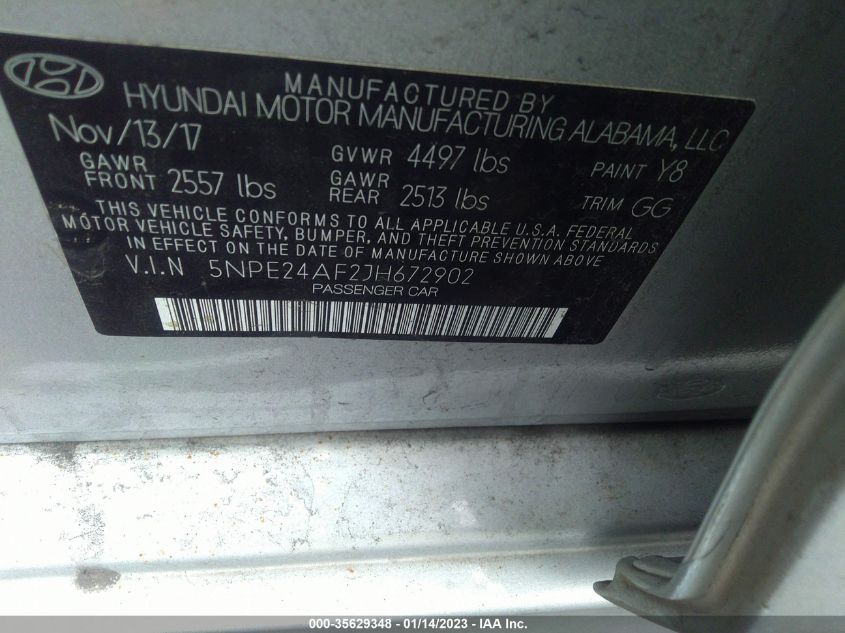 MANUFACTURED BY
HYUNDAI MOTOR MANUFACTURING ALABAMA, LLC
Nov/13/17 GVWR 4497 lbs PAINT Y8
GAWR FRONT 2557 lbs GAWR REAR 2513 lbs TRIM GG
THIS VEHICLE CONFORMS TO ALL APPLICABLE U.S.A. FEDERAL
MOTOR VEHICLE SAFETY, BUMPER, AND THEFT PREVENTION STANDARDS
IN EFFECT ON THE DATE OF MANUFACTURE SHOWN ABOVE
V.I.N 5NPE24AF2JH672902
PASSENGER CAR
000-35629348 - 01/14/2023 - IAA Inc.